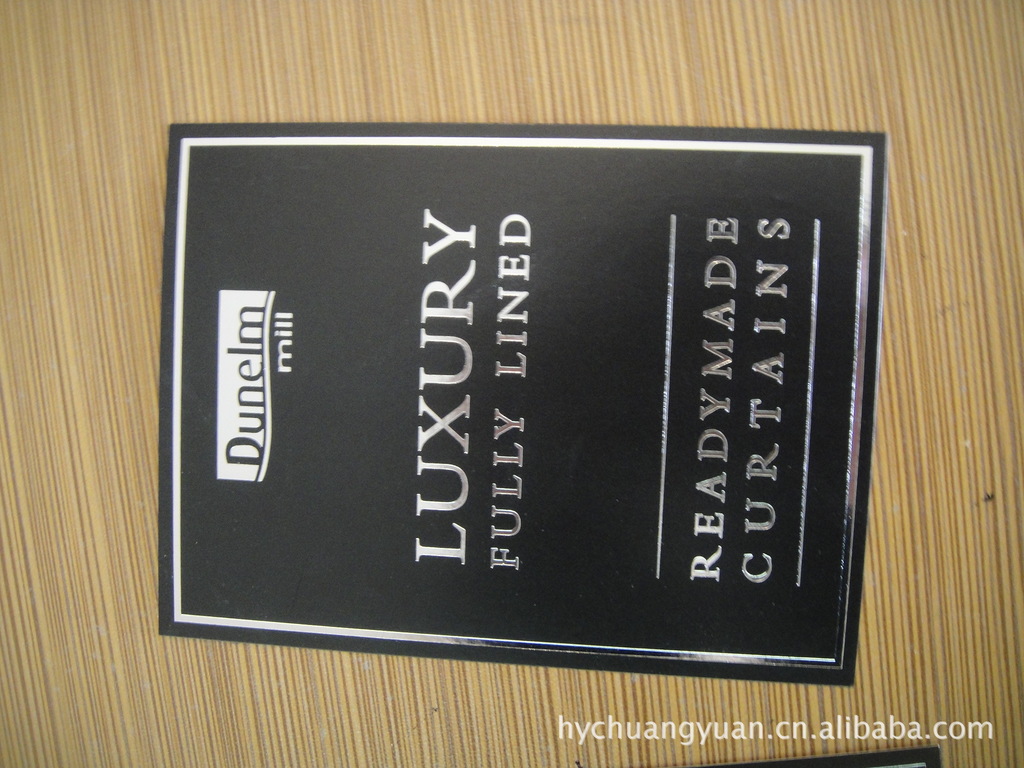 Dunelm
mill
LUXURY
FULLY LINED
READYMADE
CURTAINS
hychuangyuan.cn.alibaba.com